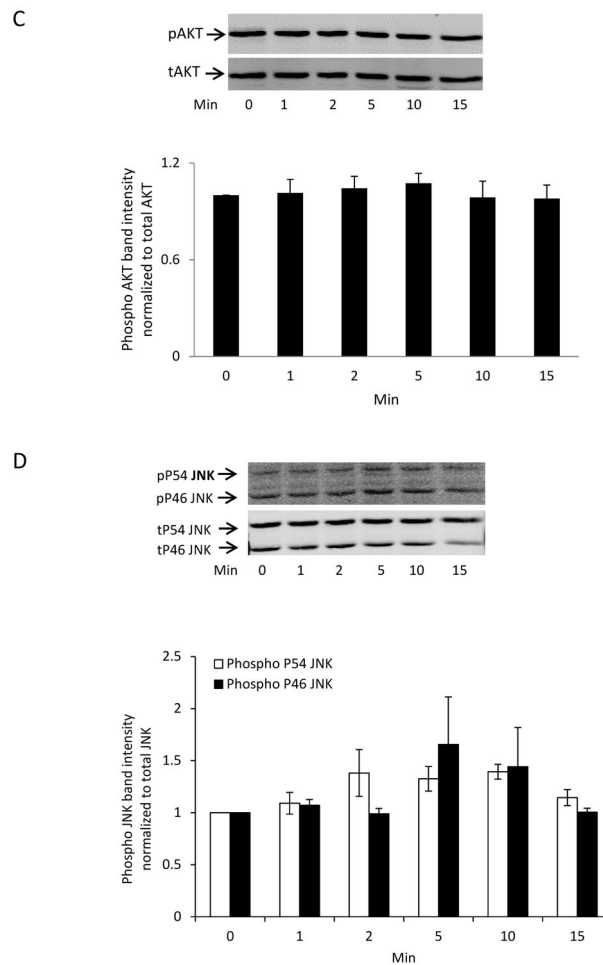 C
pAKT
tAKT
Min 0 1 2 5 10 15
Phospho AKT band intensity
normalized to total AKT
1.2
0.6
0
0 1 2 5 10 15
Min
D
pP54 JNK
pP46 JNK
tP54 JNK
tP46 JNK
Min 0 1 2 5 10 15
Phospho JNK band intensity
normalized to total JNK
2.5
2
1.5
1
0.5
0
Phospho P54 JNK
Phospho P46 JNK
0 1 2 5 10 15
Min